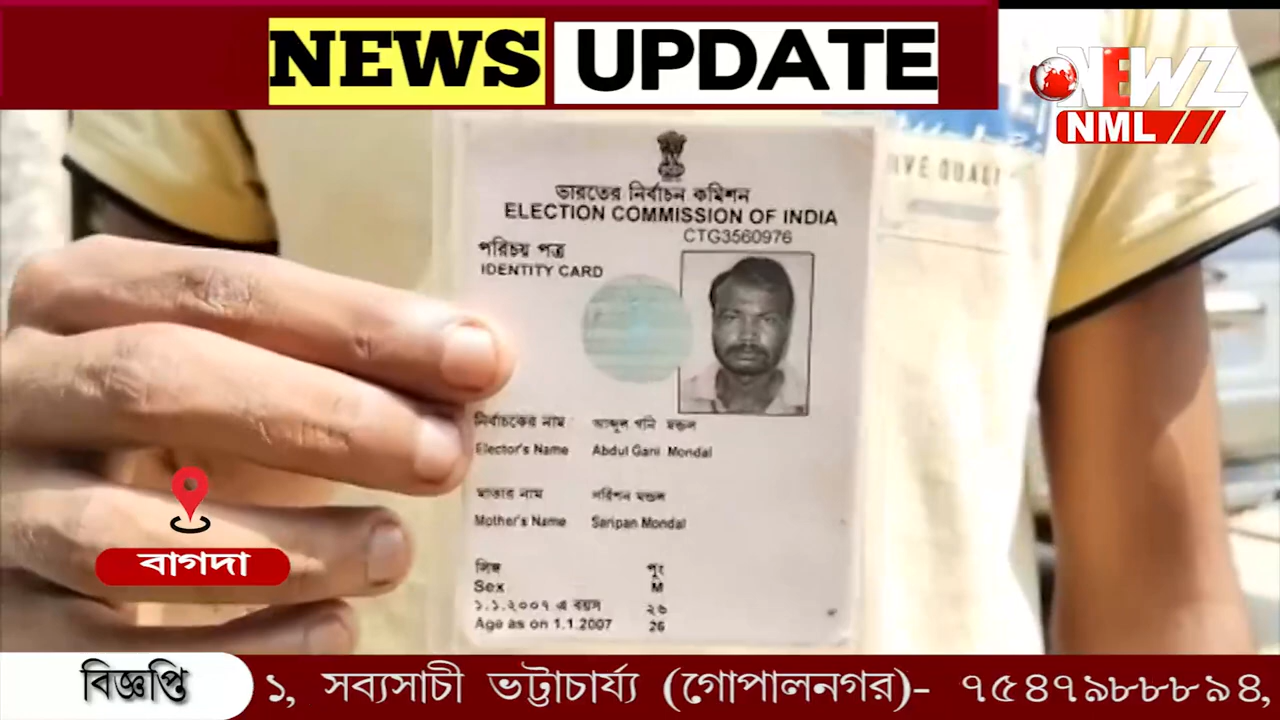 NEWS UPDATE
NEWZ
NML
IVE QUALI
ভারতের নির্বাচন কমিশন
ELECTION COMMISSION OF INDIA
CTG3560976
পরিচয় পত্র
IDENTITY CARD
নির্বাচকের নাম আব্দুল গনি মন্ডল
Elector's Name Abdul Gani Mondal
মাতার নাম সরিপন মন্ডল
Mother's Name Saripan Mondal
লিঙ্গ পুং
Sex M
১.১.২০০৭ এ বয়স ২৬
Age as on 1.1.2007 26
বাগদা
বিজ্ঞপ্তি ১, সব্যসাচী ভট্টাচার্য্য (গোপালনগর)- ৭৫৪৭৯৮৮৮৯৪,